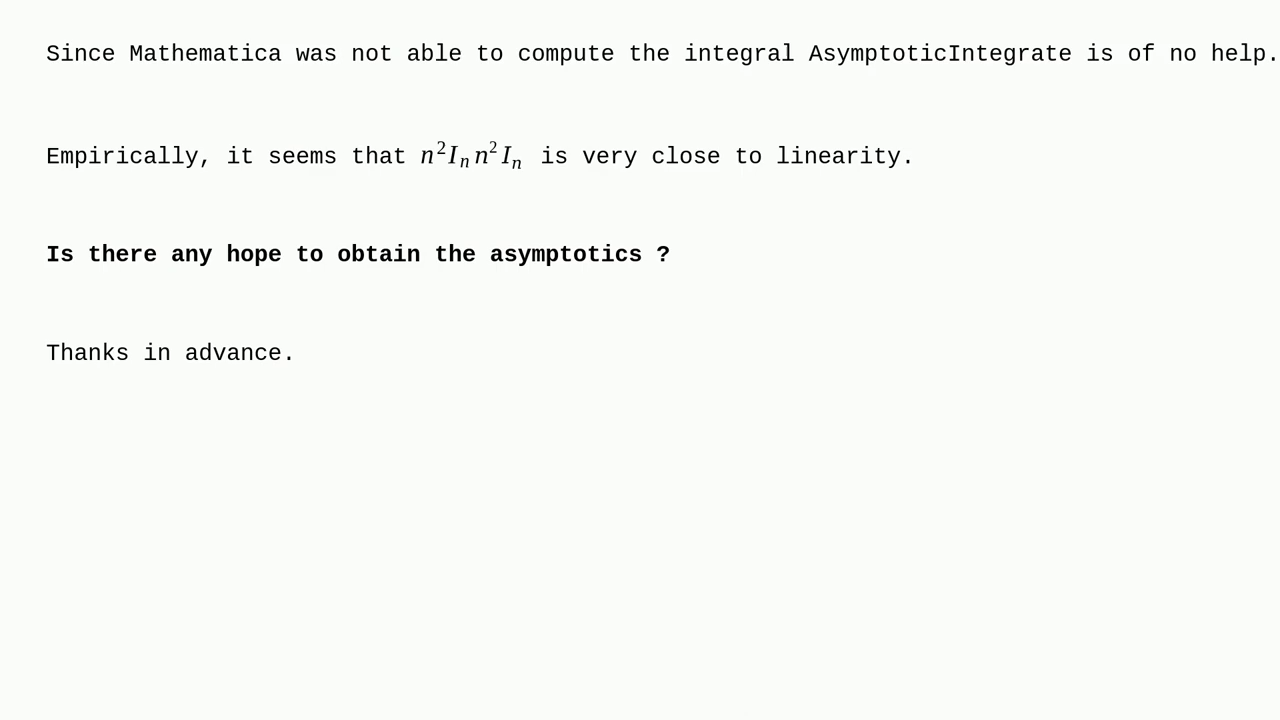 Since Mathematica was not able to compute the integral AsymptoticIntegrate is of no help.
Empirically, it seems that n²Iₙn²Iₙ is very close to linearity.
Is there any hope to obtain the asymptotics ?
Thanks in advance.